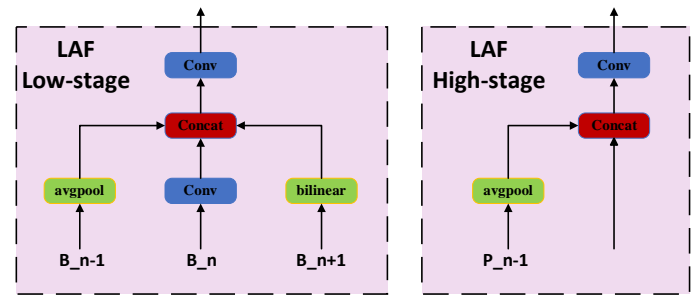 LAF
Low-stage
Conv
Concat
avgpool
Conv
bilinear
B_n-1
B_n
B_n+1
LAF
High-stage
Conv
Concat
avgpool
P_n-1